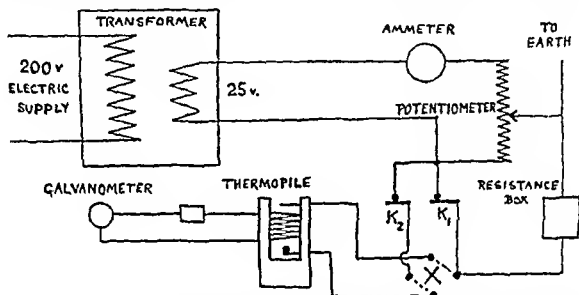 TRANSFORMER
AMMETER
TO
EARTH
200 v
ELECTRIC
SUPPLY
25 v.
POTENTIOMETER
GALVANOMETER
THERMOPILE
K2
K1
RESISTANCE
BOX